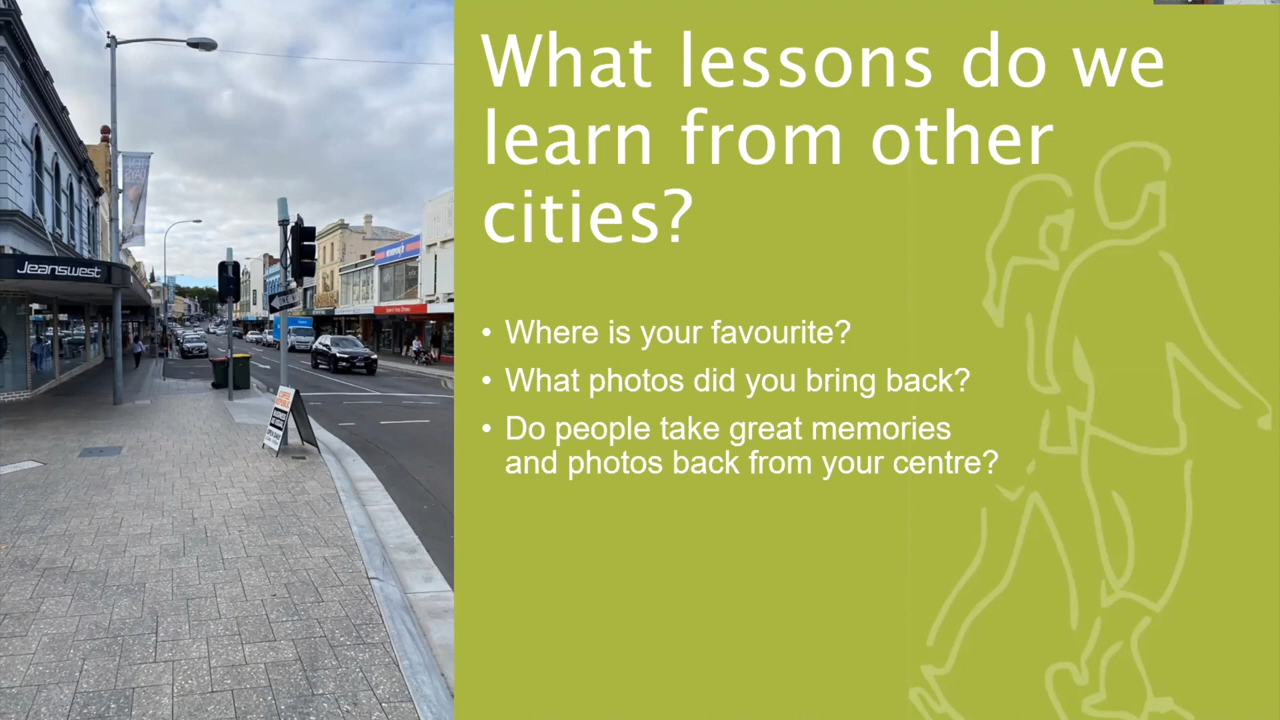 What lessons do we
learn from other
cities?
• Where is your favourite?
• What photos did you bring back?
• Do people take great memories
and photos back from your centre?
Jeanswest
ONE